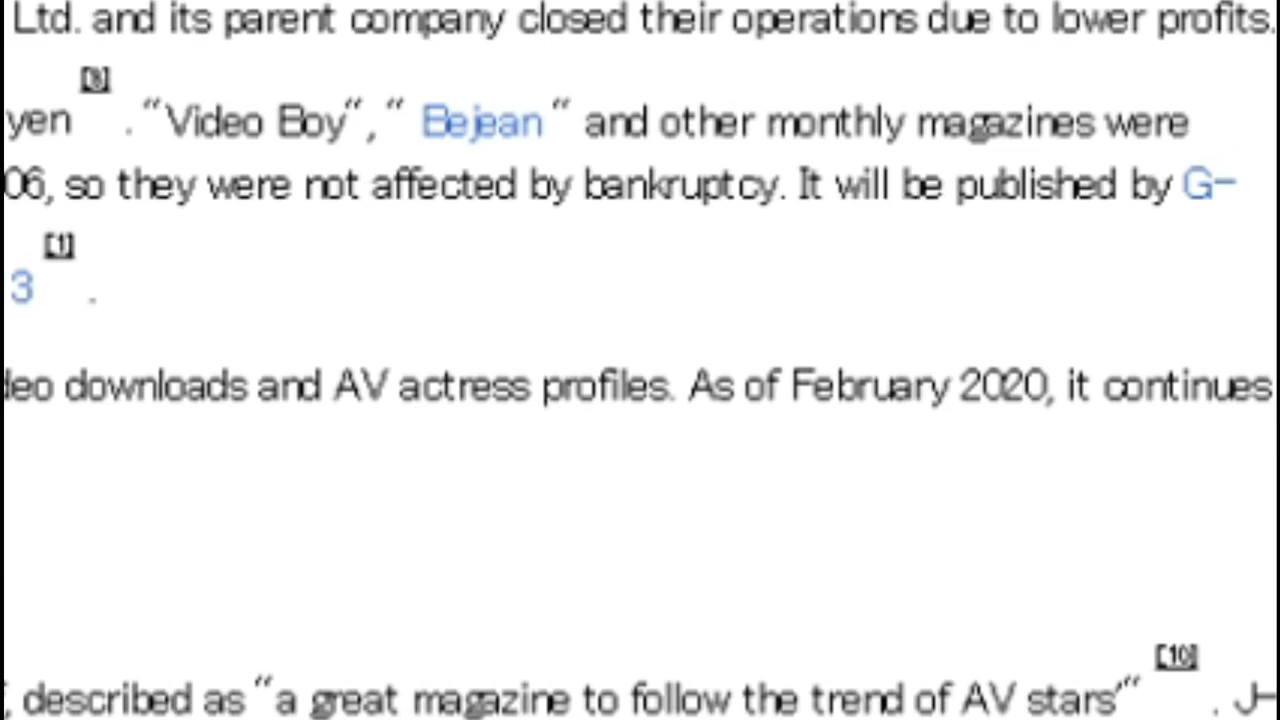 Ltd. and its parent company closed their operations due to lower profits.
yen [8] . “Video Boy“, “ Bejean “ and other monthly magazines were
06, so they were not affected by bankruptcy. It will be published by G-
3 [1] .
deo downloads and AV actress profiles. As of February 2020, it continues
, described as “a great magazine to follow the trend of AV stars’“ [10] . J-